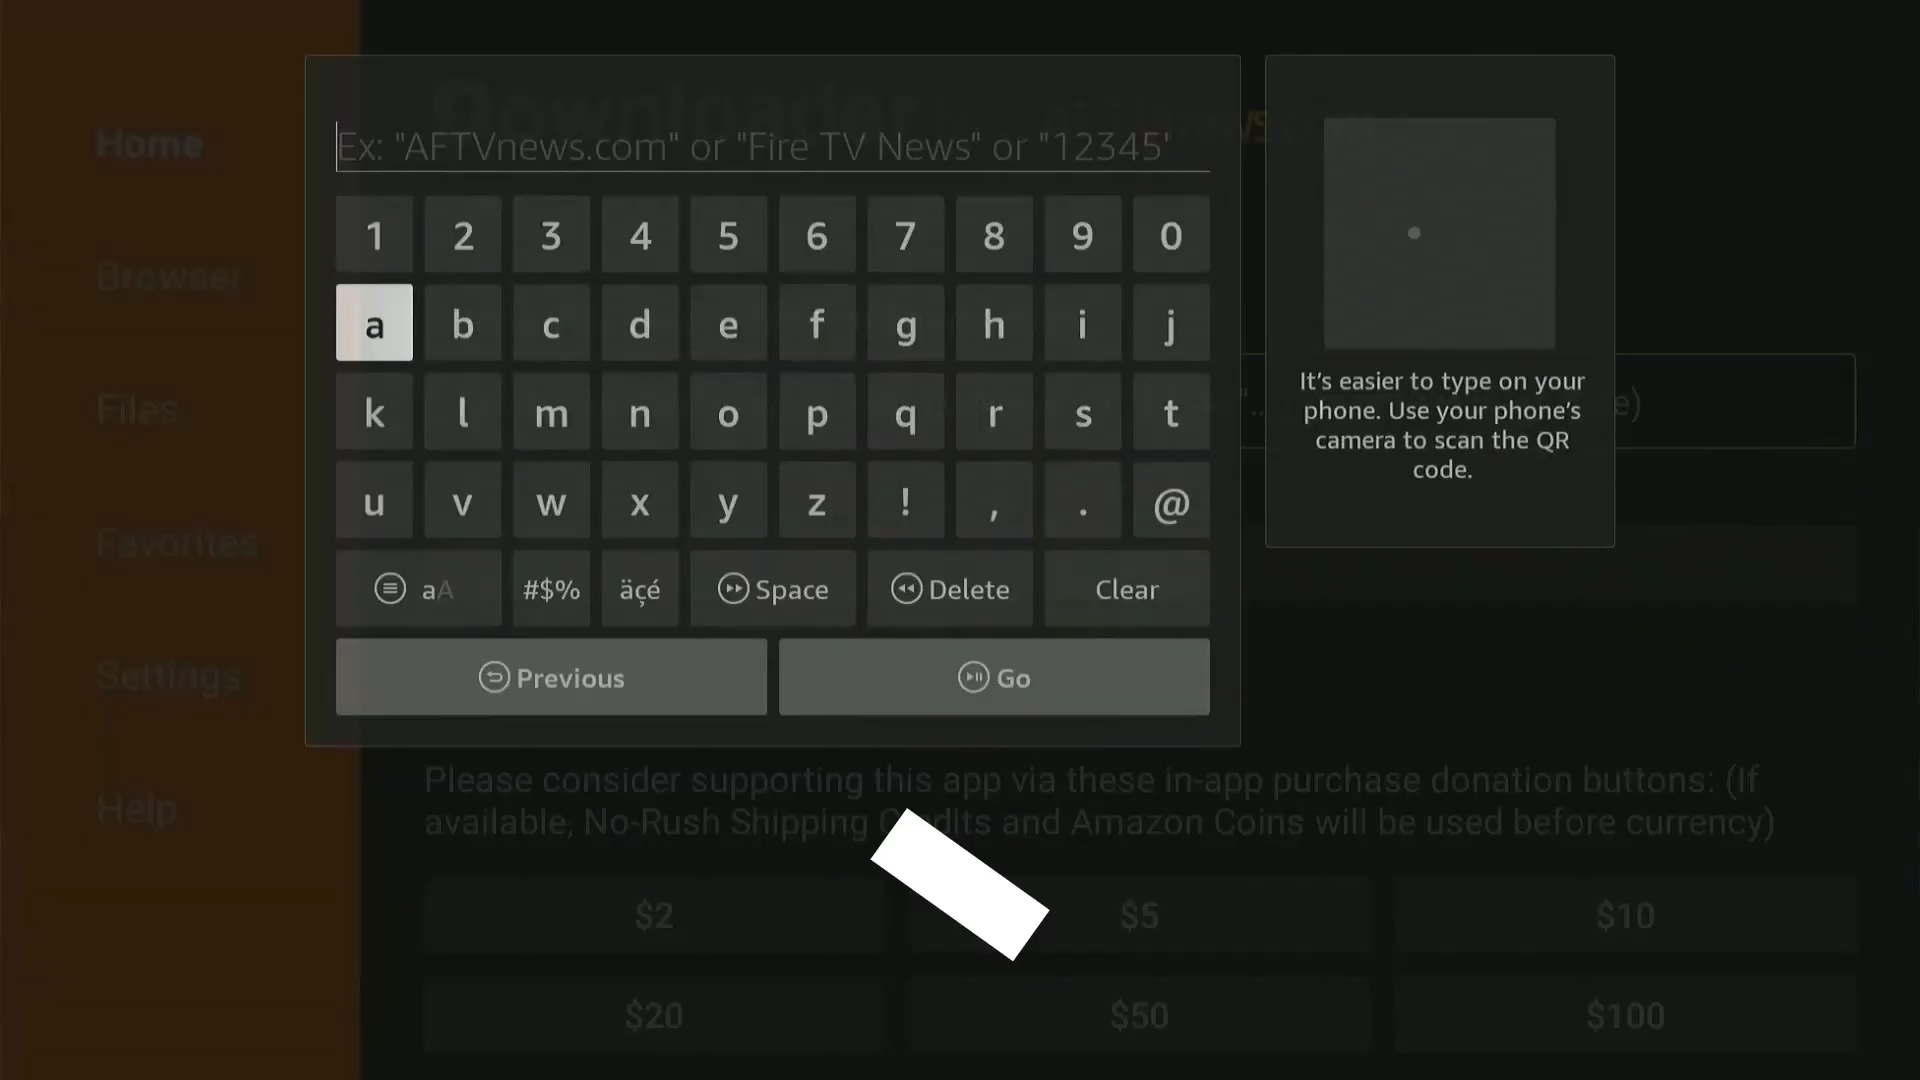 Downloader
Home
Browser
Files
Favorites
Settings
Help
Ex: "AFTVnews.com" or "Fire TV News" or "12345'
1 2 3 4 5 6 7 8 9 0
a b c d e f g h i j
k l m n o p q r s t
u v w x y z ! , . @
aA #$% äçé Space Delete Clear
Previous Go
It's easier to type on your
phone. Use your phone's
camera to scan the QR
code.
Please consider supporting this app via these in-app purchase donation buttons: (If
available, No-Rush Shipping and Amazon Coins will be used before currency)
$2 $5 $10
$20 $50 $100